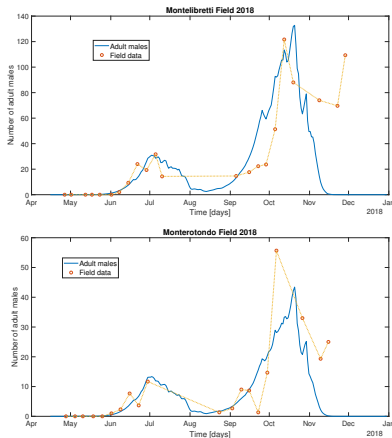 Montelibretti Field 2018
140
120
100
80
60
40
20
0
Number of adult males
Adult males
Field data
Apr May Jun Jul Aug Sep Oct Nov Dec Jan
Time [days]
2018
Monterotondo Field 2018
60
50
40
30
20
10
0
Number of adult males
Adult males
Field data
Apr May Jun Jul Aug Sep Oct Nov Dec Jan
Time [days]
2018